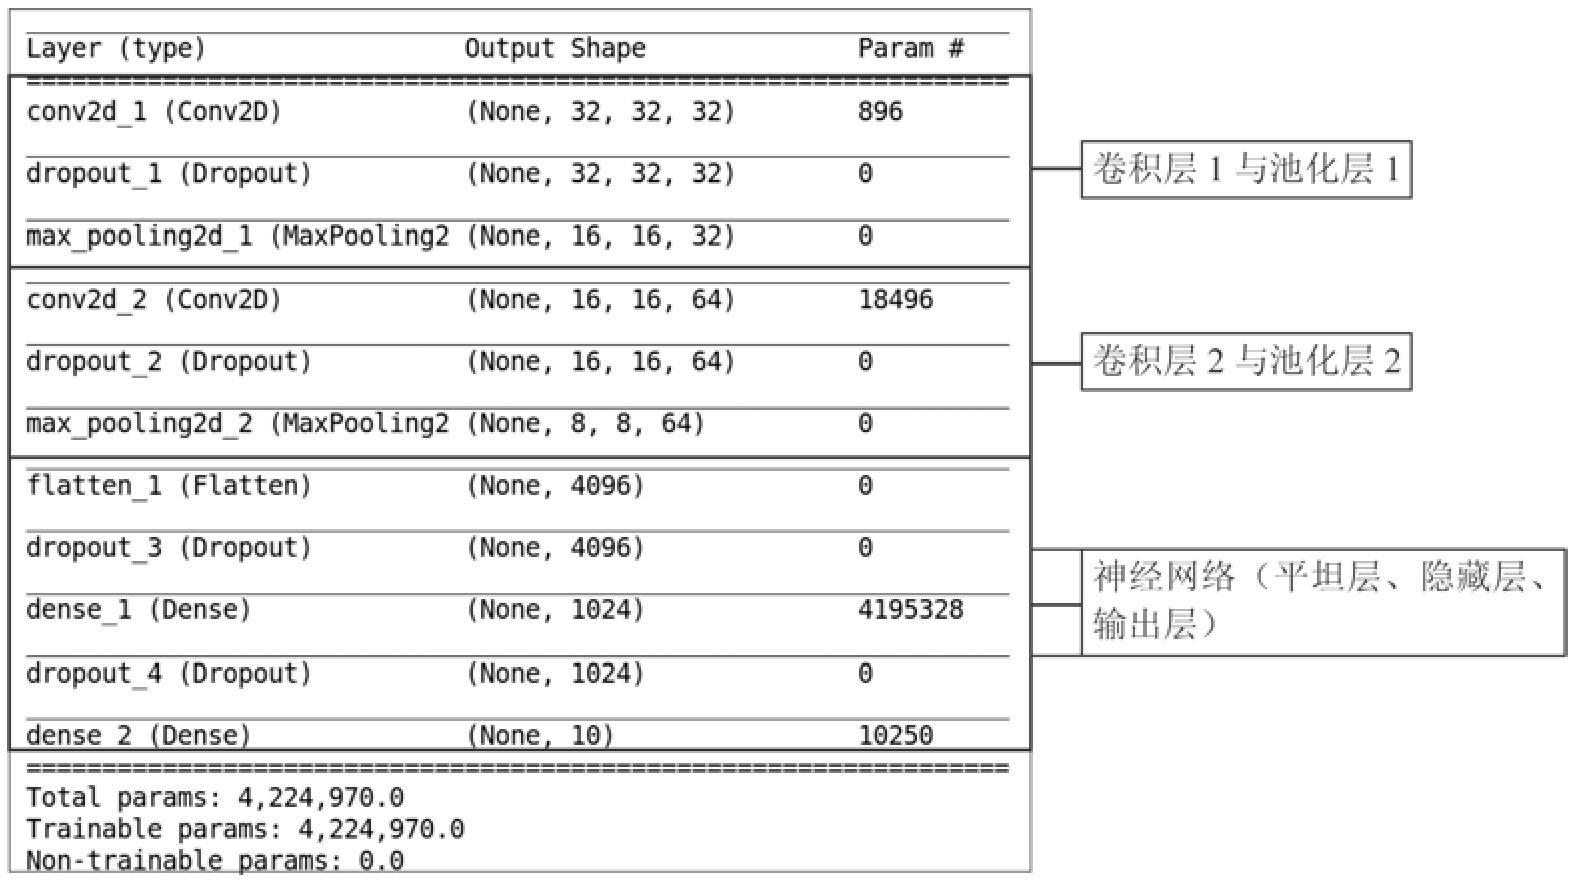 Layer (type) Output Shape Param #
=================================================================
conv2d_1 (Conv2D) (None, 32, 32, 32) 896
dropout_1 (Dropout) (None, 32, 32, 32) 0
卷积层 1 与池化层 1
max_pooling2d_1 (MaxPooling2 (None, 16, 16, 32) 0
conv2d_2 (Conv2D) (None, 16, 16, 64) 18496
dropout_2 (Dropout) (None, 16, 16, 64) 0
卷积层 2 与池化层 2
max_pooling2d_2 (MaxPooling2 (None, 8, 8, 64) 0
flatten_1 (Flatten) (None, 4096) 0
dropout_3 (Dropout) (None, 4096) 0
dense_1 (Dense) (None, 1024) 4195328
神经网络（平坦层、隐藏层、
输出层）
dropout_4 (Dropout) (None, 1024) 0
dense_2 (Dense) (None, 10) 10250
=================================================================
Total params: 4,224,970.0
Trainable params: 4,224,970.0
Non-trainable params: 0.0